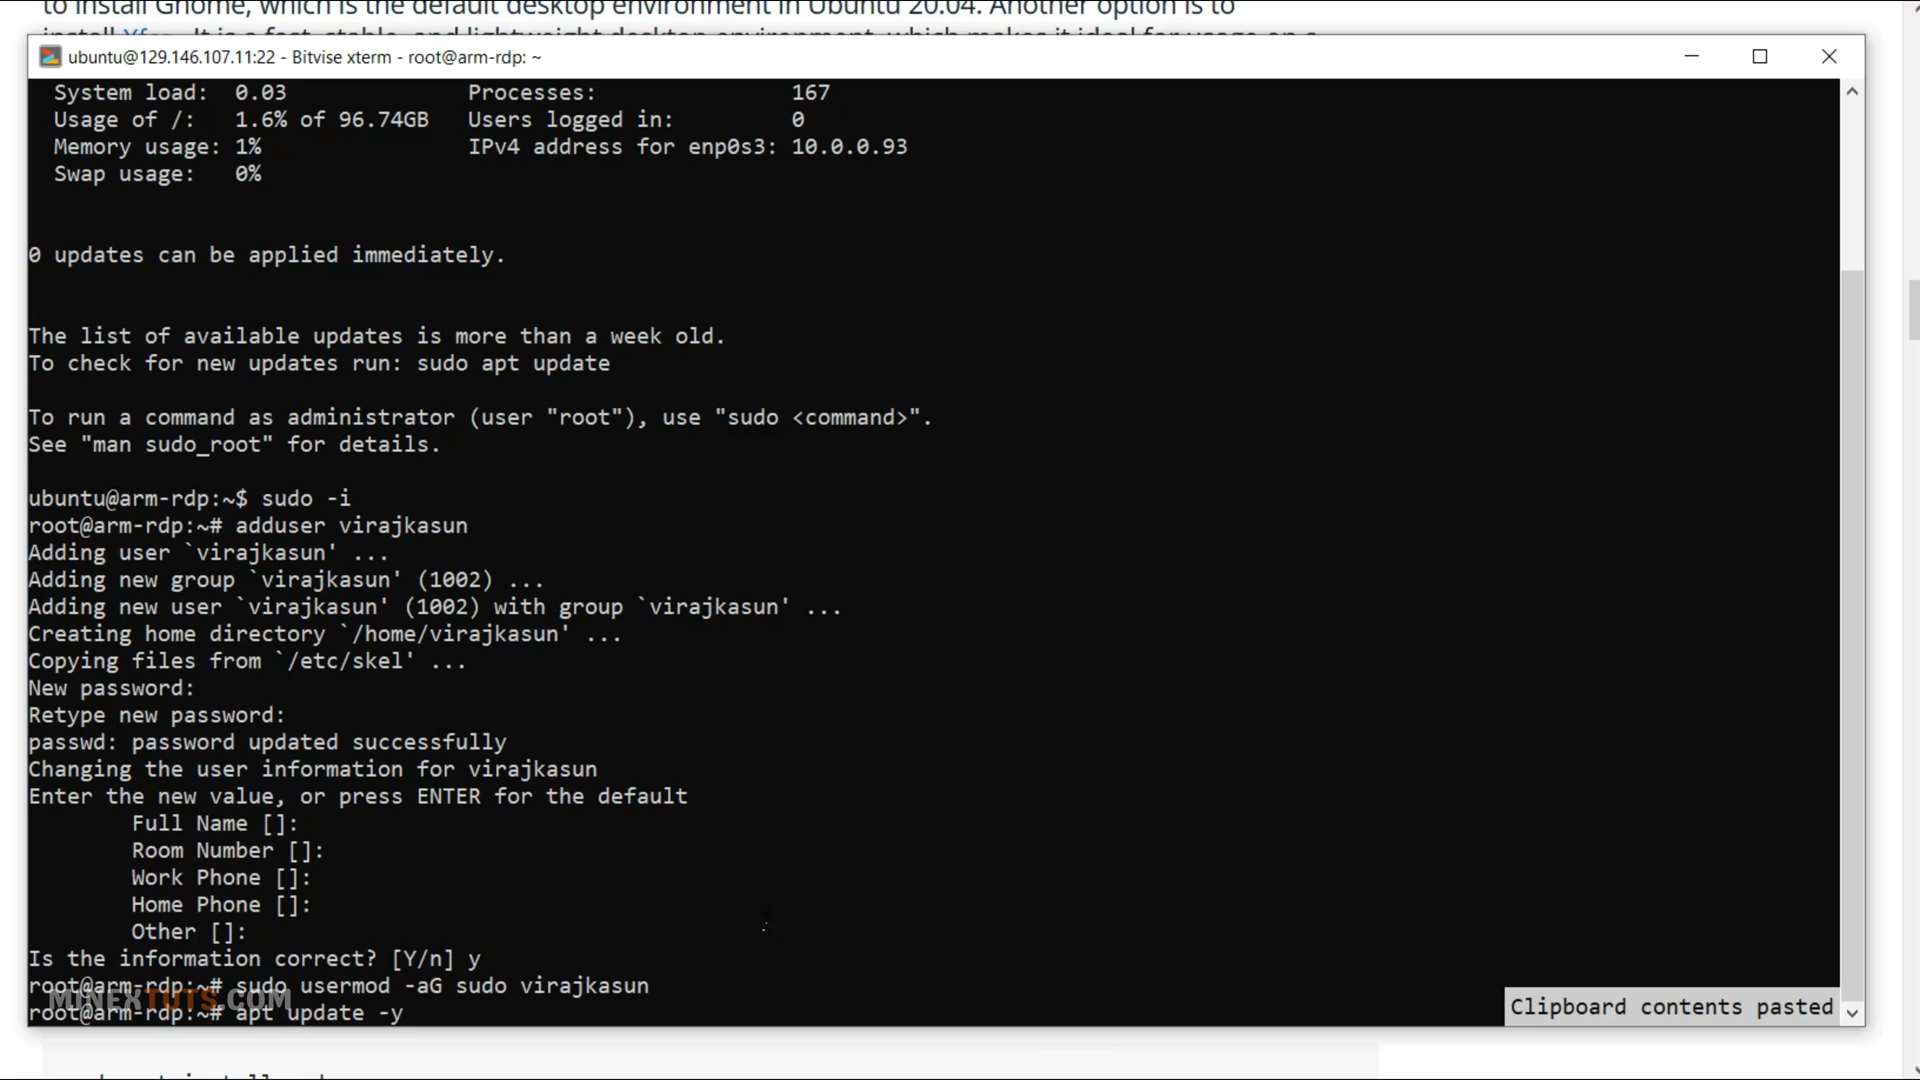 to install Gnome, which is the default desktop environment in Ubuntu 20.04. Another option is to
install Xfce. It is a fast, stable, and lightweight desktop environment, which makes it ideal for usage on a
ubuntu@129.146.107.11:22 - Bitvise xterm - root@arm-rdp: ~
System load:  0.03    Processes:    167
Usage of /:   1.6% of 96.74GB   Users logged in:    0
Memory usage: 1%    IPv4 address for enp0s3: 10.0.0.93
Swap usage:   0%
0 updates can be applied immediately.
The list of available updates is more than a week old.
To check for new updates run: sudo apt update
To run a command as administrator (user "root"), use "sudo <command>".
See "man sudo_root" for details.
ubuntu@arm-rdp:~$ sudo -i
root@arm-rdp:~# adduser virajkasun
Adding user `virajkasun' ...
Adding new group `virajkasun' (1002) ...
Adding new user `virajkasun' (1002) with group `virajkasun' ...
Creating home directory `/home/virajkasun' ...
Copying files from `/etc/skel' ...
New password:
Retype new password:
passwd: password updated successfully
Changing the user information for virajkasun
Enter the new value, or press ENTER for the default
Full Name []:
Room Number []:
Work Phone []:
Home Phone []:
Other []:
Is the information correct? [Y/n] y
root@arm-rdp:~# sudo usermod -aG sudo virajkasun
MINEXTUTS.COM
root@arm-rdp:~# apt update -y
Clipboard contents pasted